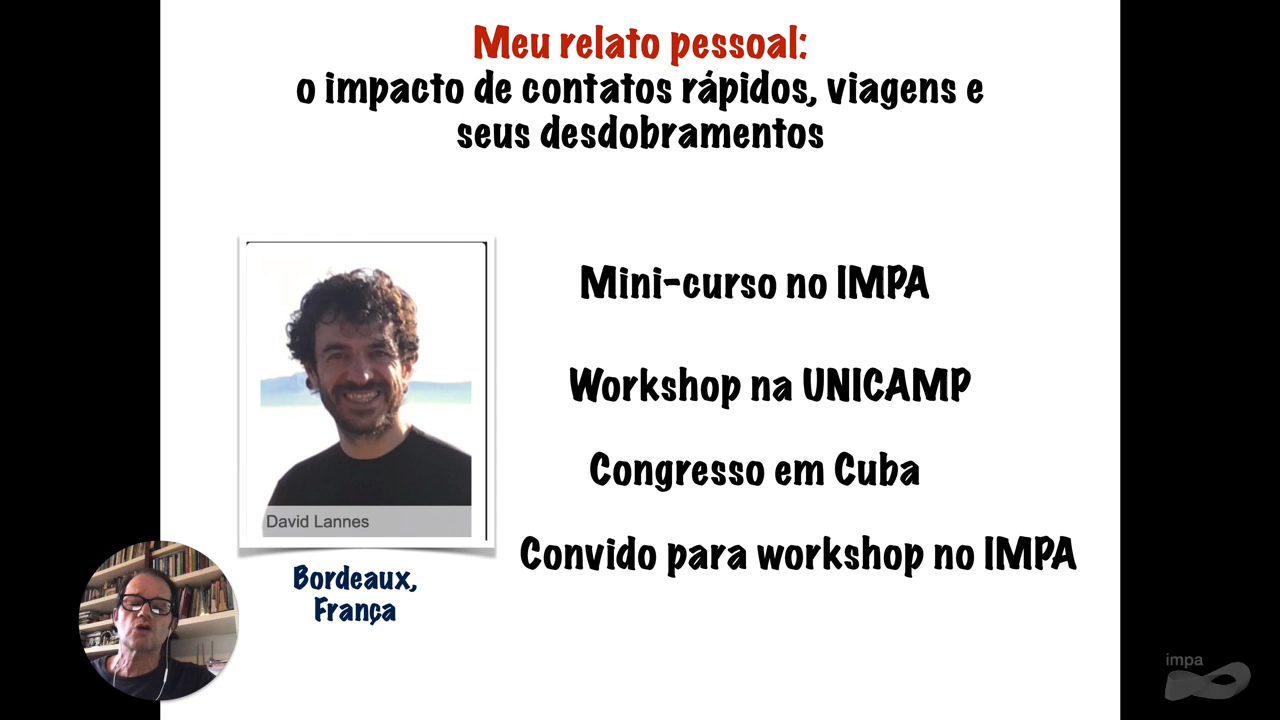 Meu relato pessoal:
o impacto de contatos rápidos, viagens e
seus desdobramentos
Mini-curso no IMPA
Workshop na UNICAMP
Congresso em Cuba
Convido para workshop no IMPA
David Lannes
Bordeaux,
França
impa